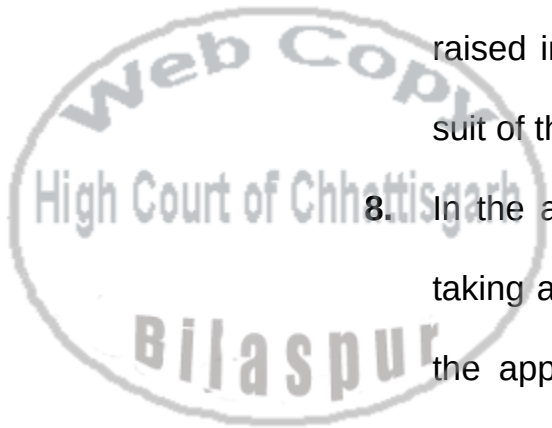 Web Copy
raised in
suit of th
High Court of Chhattisgarh
8. In the a
taking a
Bilaspur
the app